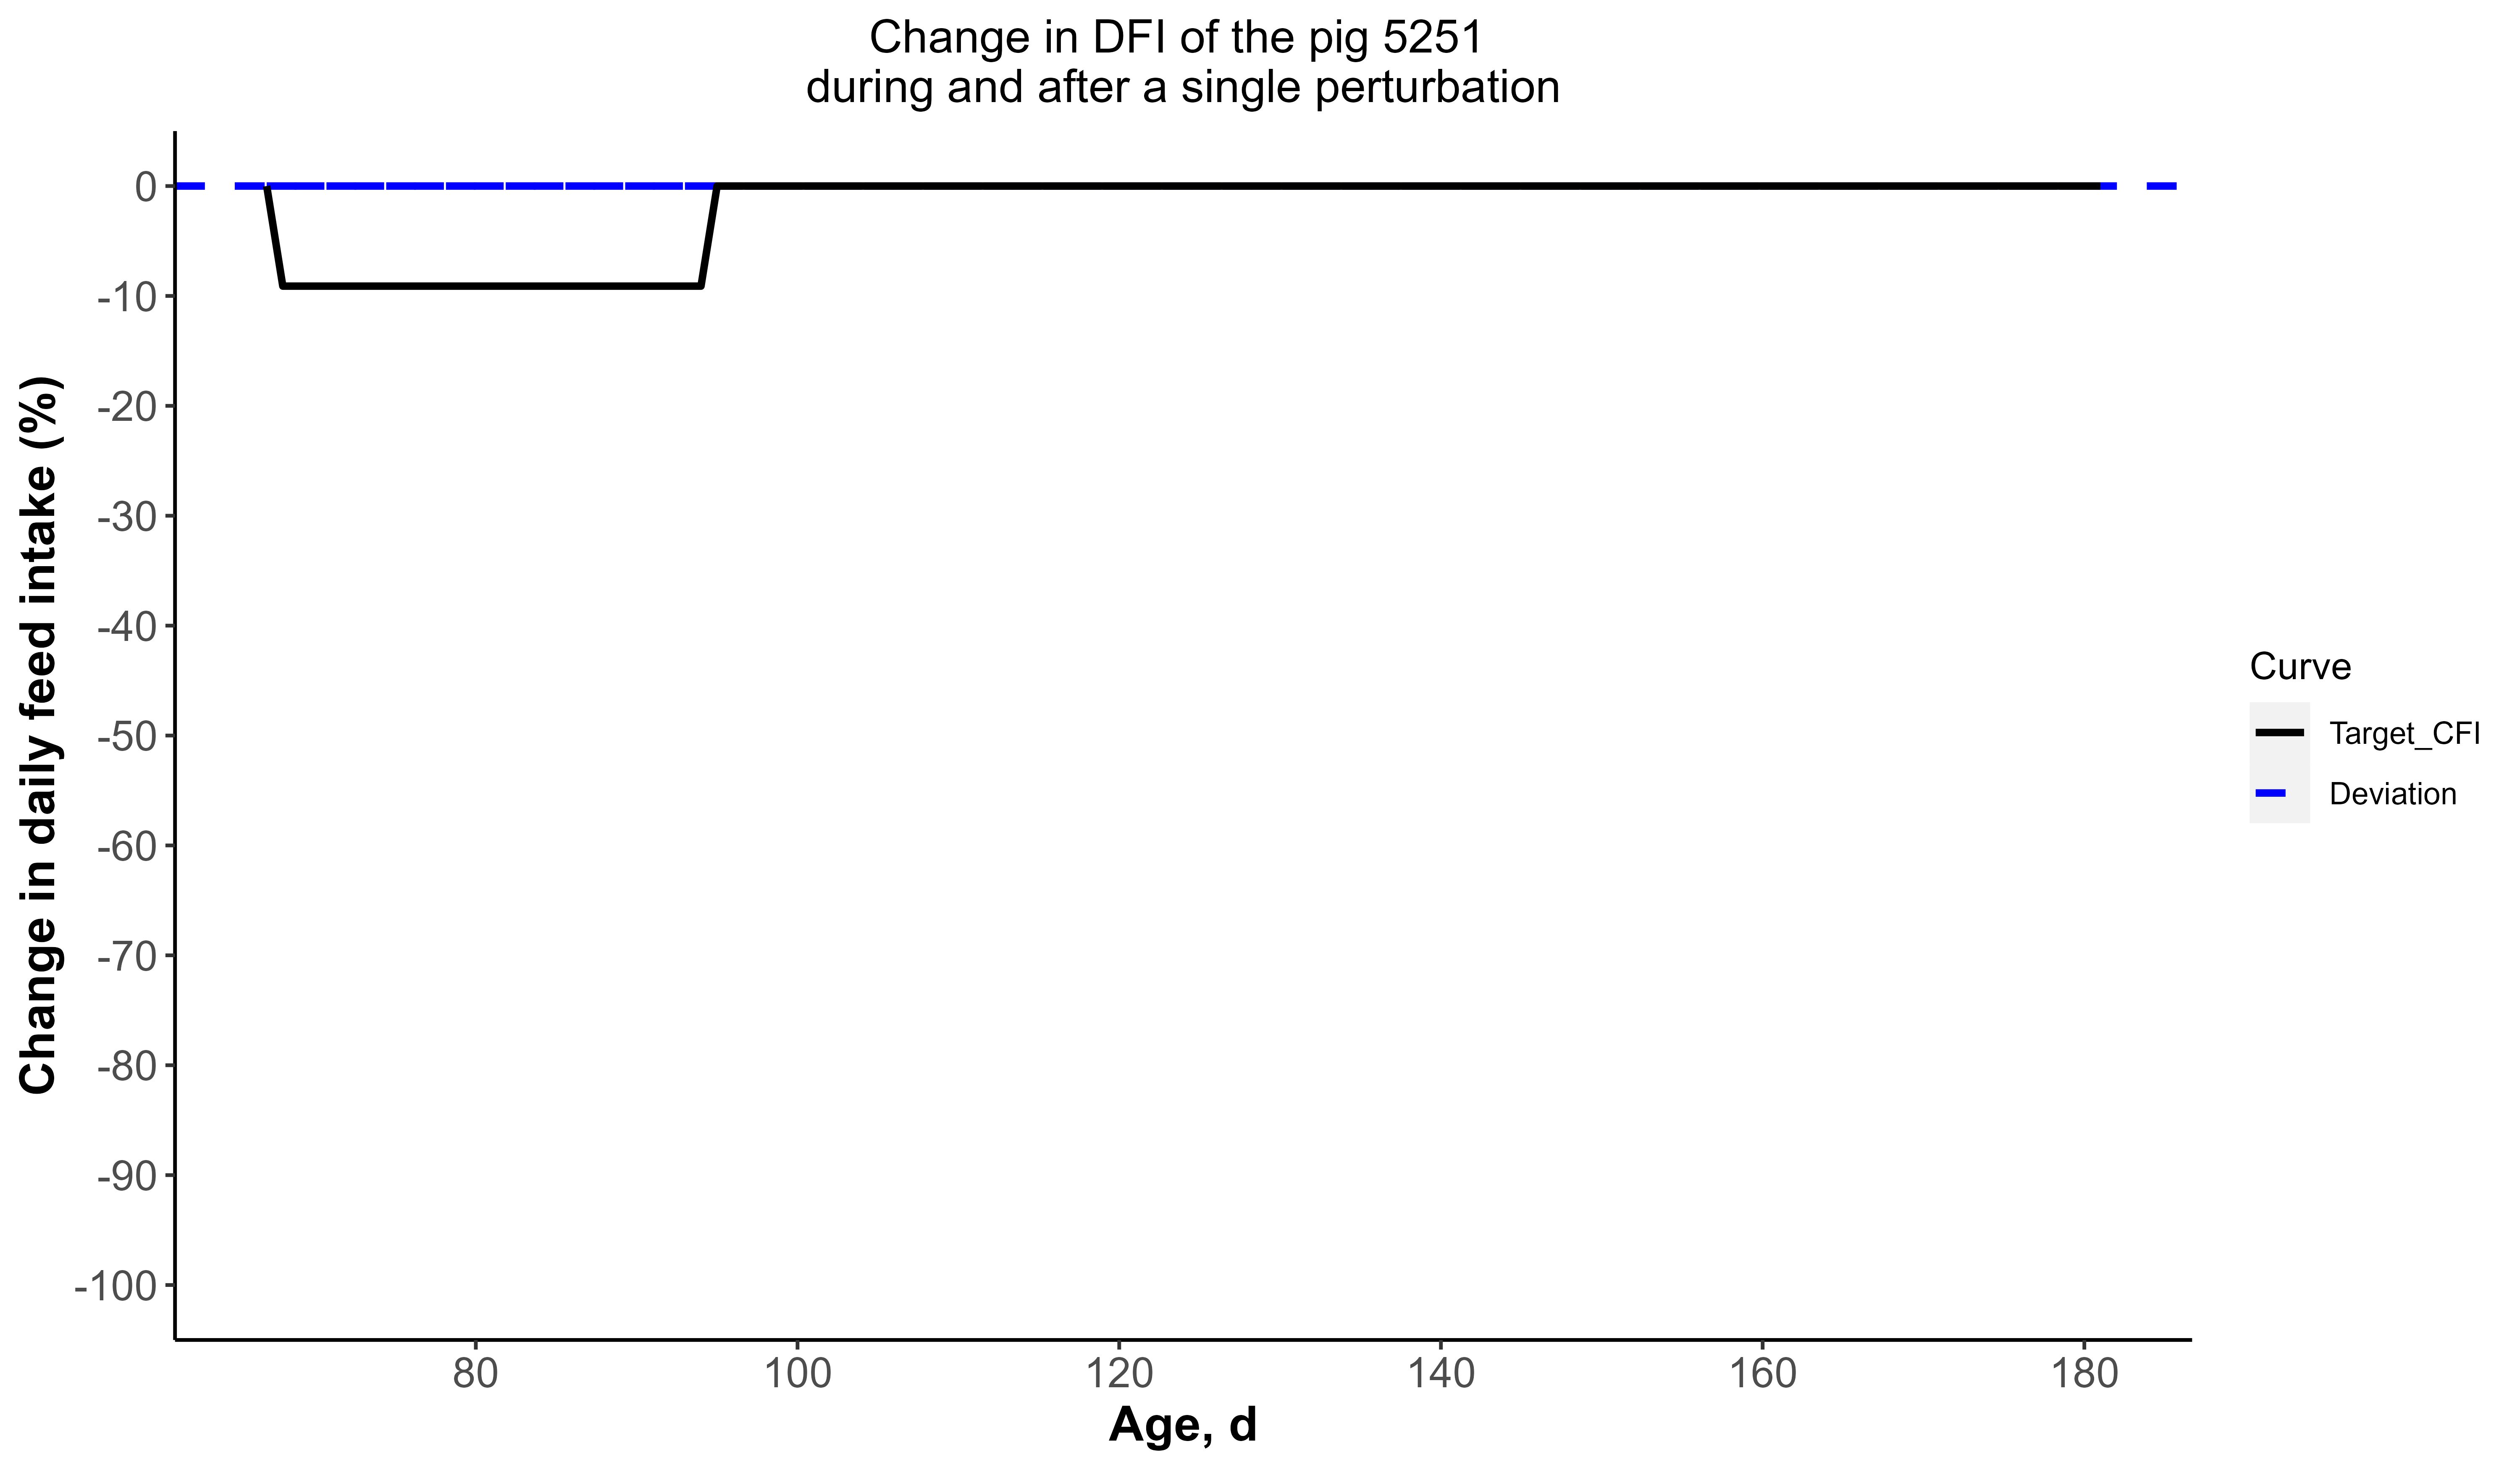 Change in DFI of the pig 5251
during and after a single perturbation
Change in daily feed intake (%)
0
-10
-20
-30
-40
-50
-60
-70
-80
-90
-100
80
100
120
140
160
180
Age, d
Curve
Target_CFI
Deviation